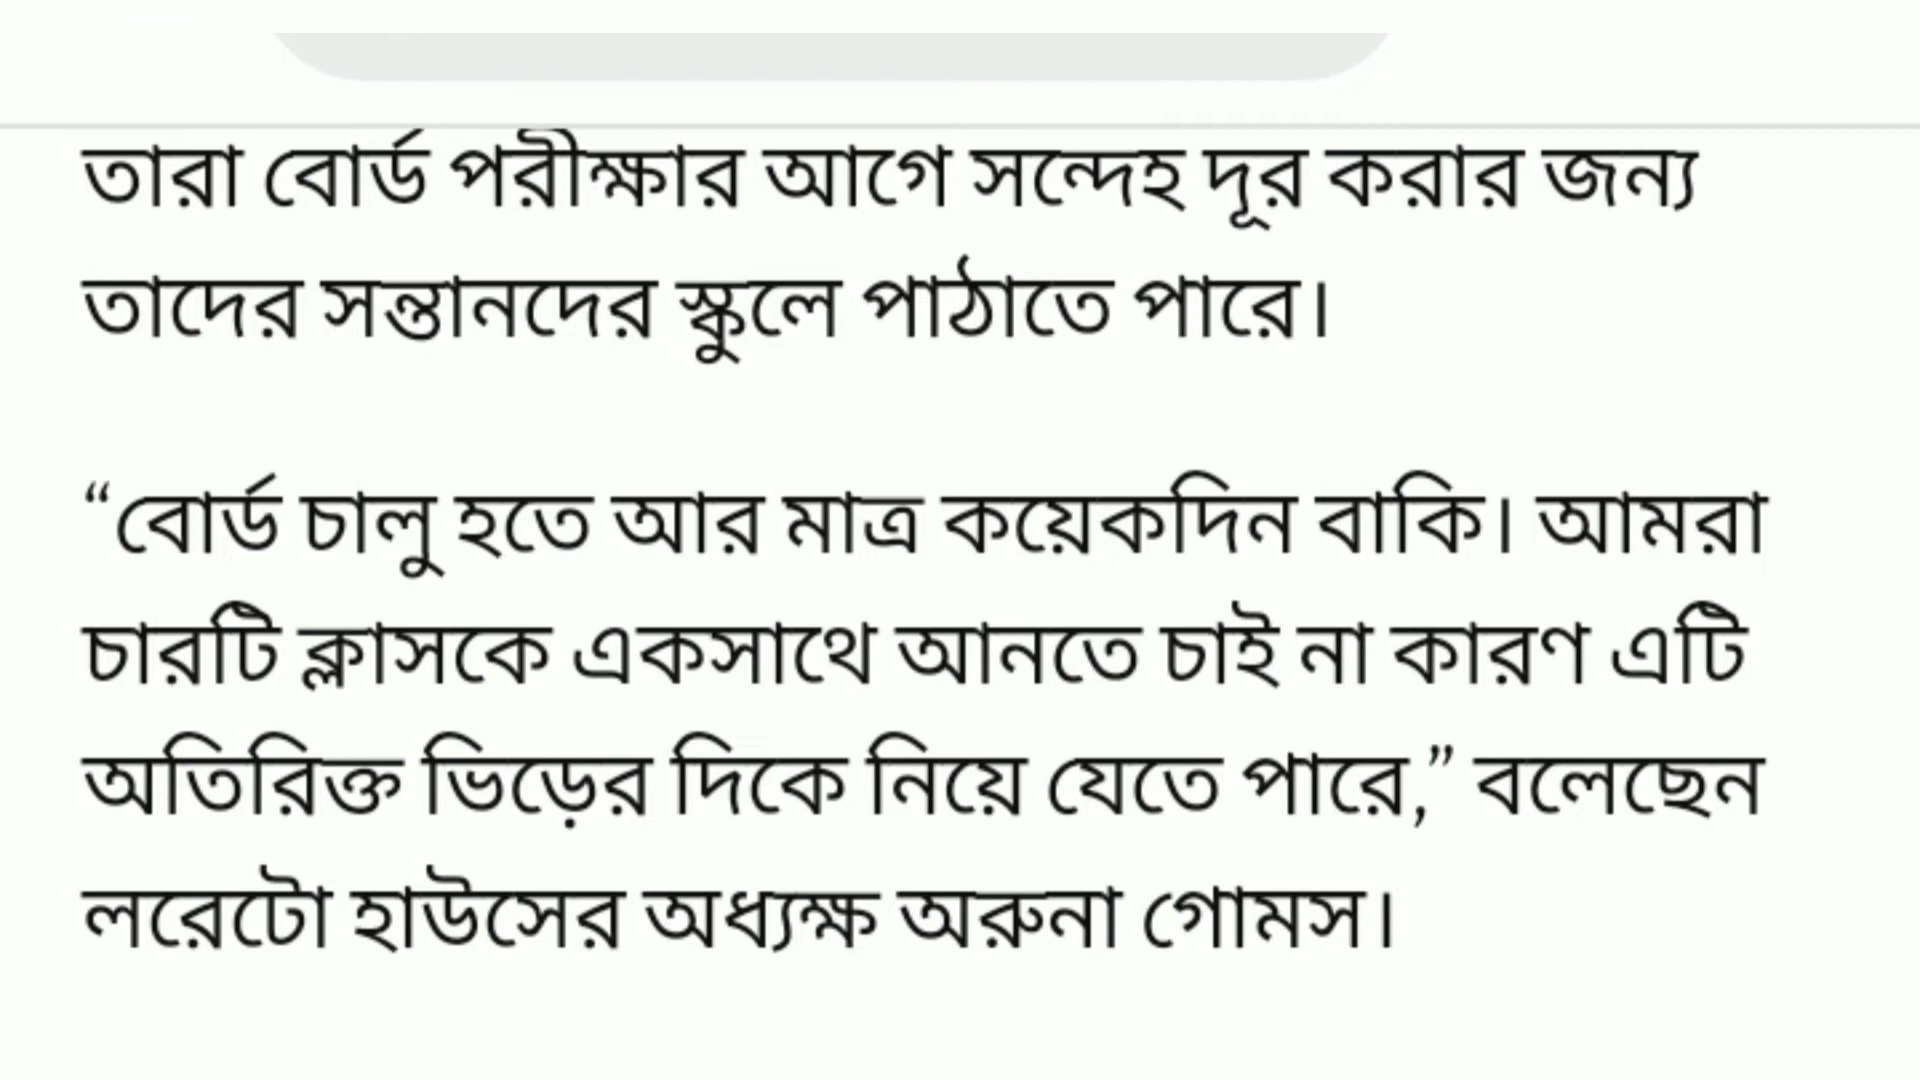 তারা বোর্ড পরীক্ষার আগে সন্দেহ দূর করার জন্য
তাদের সন্তানদের স্কুলে পাঠাতে পারে।
“বোর্ড চালু হতে আর মাত্র কয়েকদিন বাকি। আমরা
চারটি ক্লাসকে একসাথে আনতে চাই না কারণ এটি
অতিরিক্ত ভিড়ের দিকে নিয়ে যেতে পারে,” বলেছেন
লরেটো হাউসের অধ্যক্ষ অরুনা গোমস।